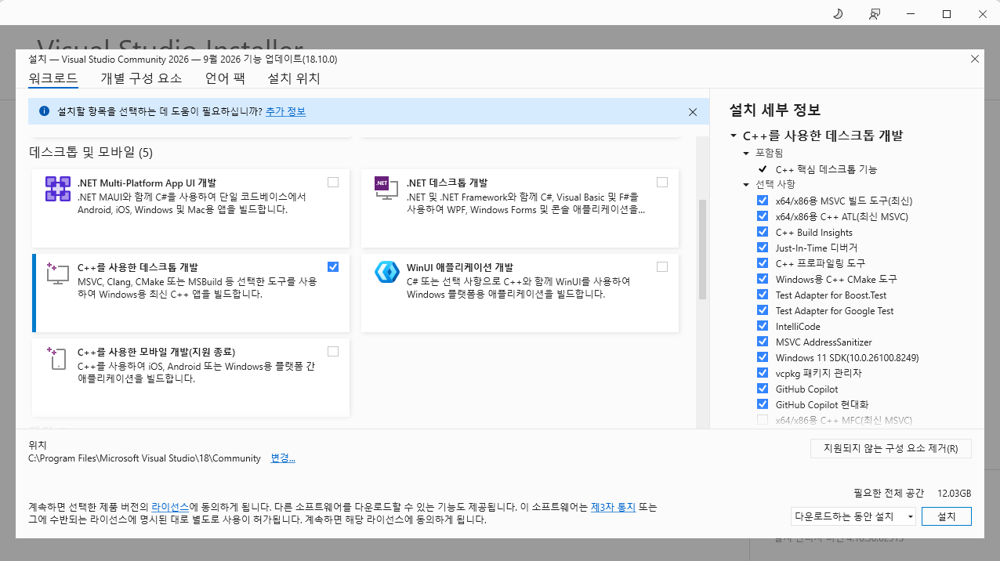 Visual Studio Installer
설치 — Visual Studio Community 2026 — 9월 2026 기능 업데이트(18.10.0)
워크로드 개별 구성 요소 언어 팩 설치 위치
설치할 항목을 선택하는 데 도움이 필요하십니까? 추가 정보
데스크톱 및 모바일 (5)
.NET Multi-Platform App UI 개발
.NET MAUI와 함께 C#을 사용하여 단일 코드베이스에서
Android, iOS, Windows 및 Mac용 앱을 빌드합니다.
.NET
.NET 데스크톱 개발
.NET 및 .NET Framework와 함께 C#, Visual Basic 및 F#을
사용하여 WPF, Windows Forms 및 콘솔 애플리케이션을...
C++를 사용한 데스크톱 개발
MSVC, Clang, CMake 또는 MSBuild 등 선택한 도구를 사용
하여 Windows용 최신 C++ 앱을 빌드합니다.
WinUI 애플리케이션 개발
C# 또는 선택 사항으로 C++와 함께 WinUI를 사용하여
Windows 플랫폼용 애플리케이션을 빌드합니다.
C++를 사용한 모바일 개발(지원 종료)
C++를 사용하여 iOS, Android 또는 Windows용 플랫폼 간
애플리케이션을 빌드합니다.
설치 세부 정보
C++를 사용한 데스크톱 개발
포함됨
C++ 핵심 데스크톱 기능
선택 사항
x64/x86용 MSVC 빌드 도구(최신)
x64/x86용 C++ ATL(최신 MSVC)
C++ Build Insights
Just-In-Time 디버거
C++ 프로파일링 도구
Windows용 C++ CMake 도구
Test Adapter for Boost.Test
Test Adapter for Google Test
IntelliCode
MSVC AddressSanitizer
Windows 11 SDK(10.0.26100.8249)
vcpkg 패키지 관리자
GitHub Copilot
GitHub Copilot 현대화
x64/x86용 C++ MFC(최신 MSVC)
위치
C:\Program Files\Microsoft Visual Studio\18\Community 변경...
지원되지 않는 구성 요소 제거(R)
필요한 전체 공간 12.03GB
계속하면 선택한 제품 버전의 라이선스에 동의하게 됩니다. 다른 소프트웨어를 다운로드할 수 있는 기능도 제공됩니다. 이 소프트웨어는 제3자 통지 또는
그에 수반되는 라이선스에 명시된 대로 별도로 사용이 허가됩니다. 계속하면 해당 라이선스에 동의하게 됩니다.
다운로드하는 동안 설치 설치